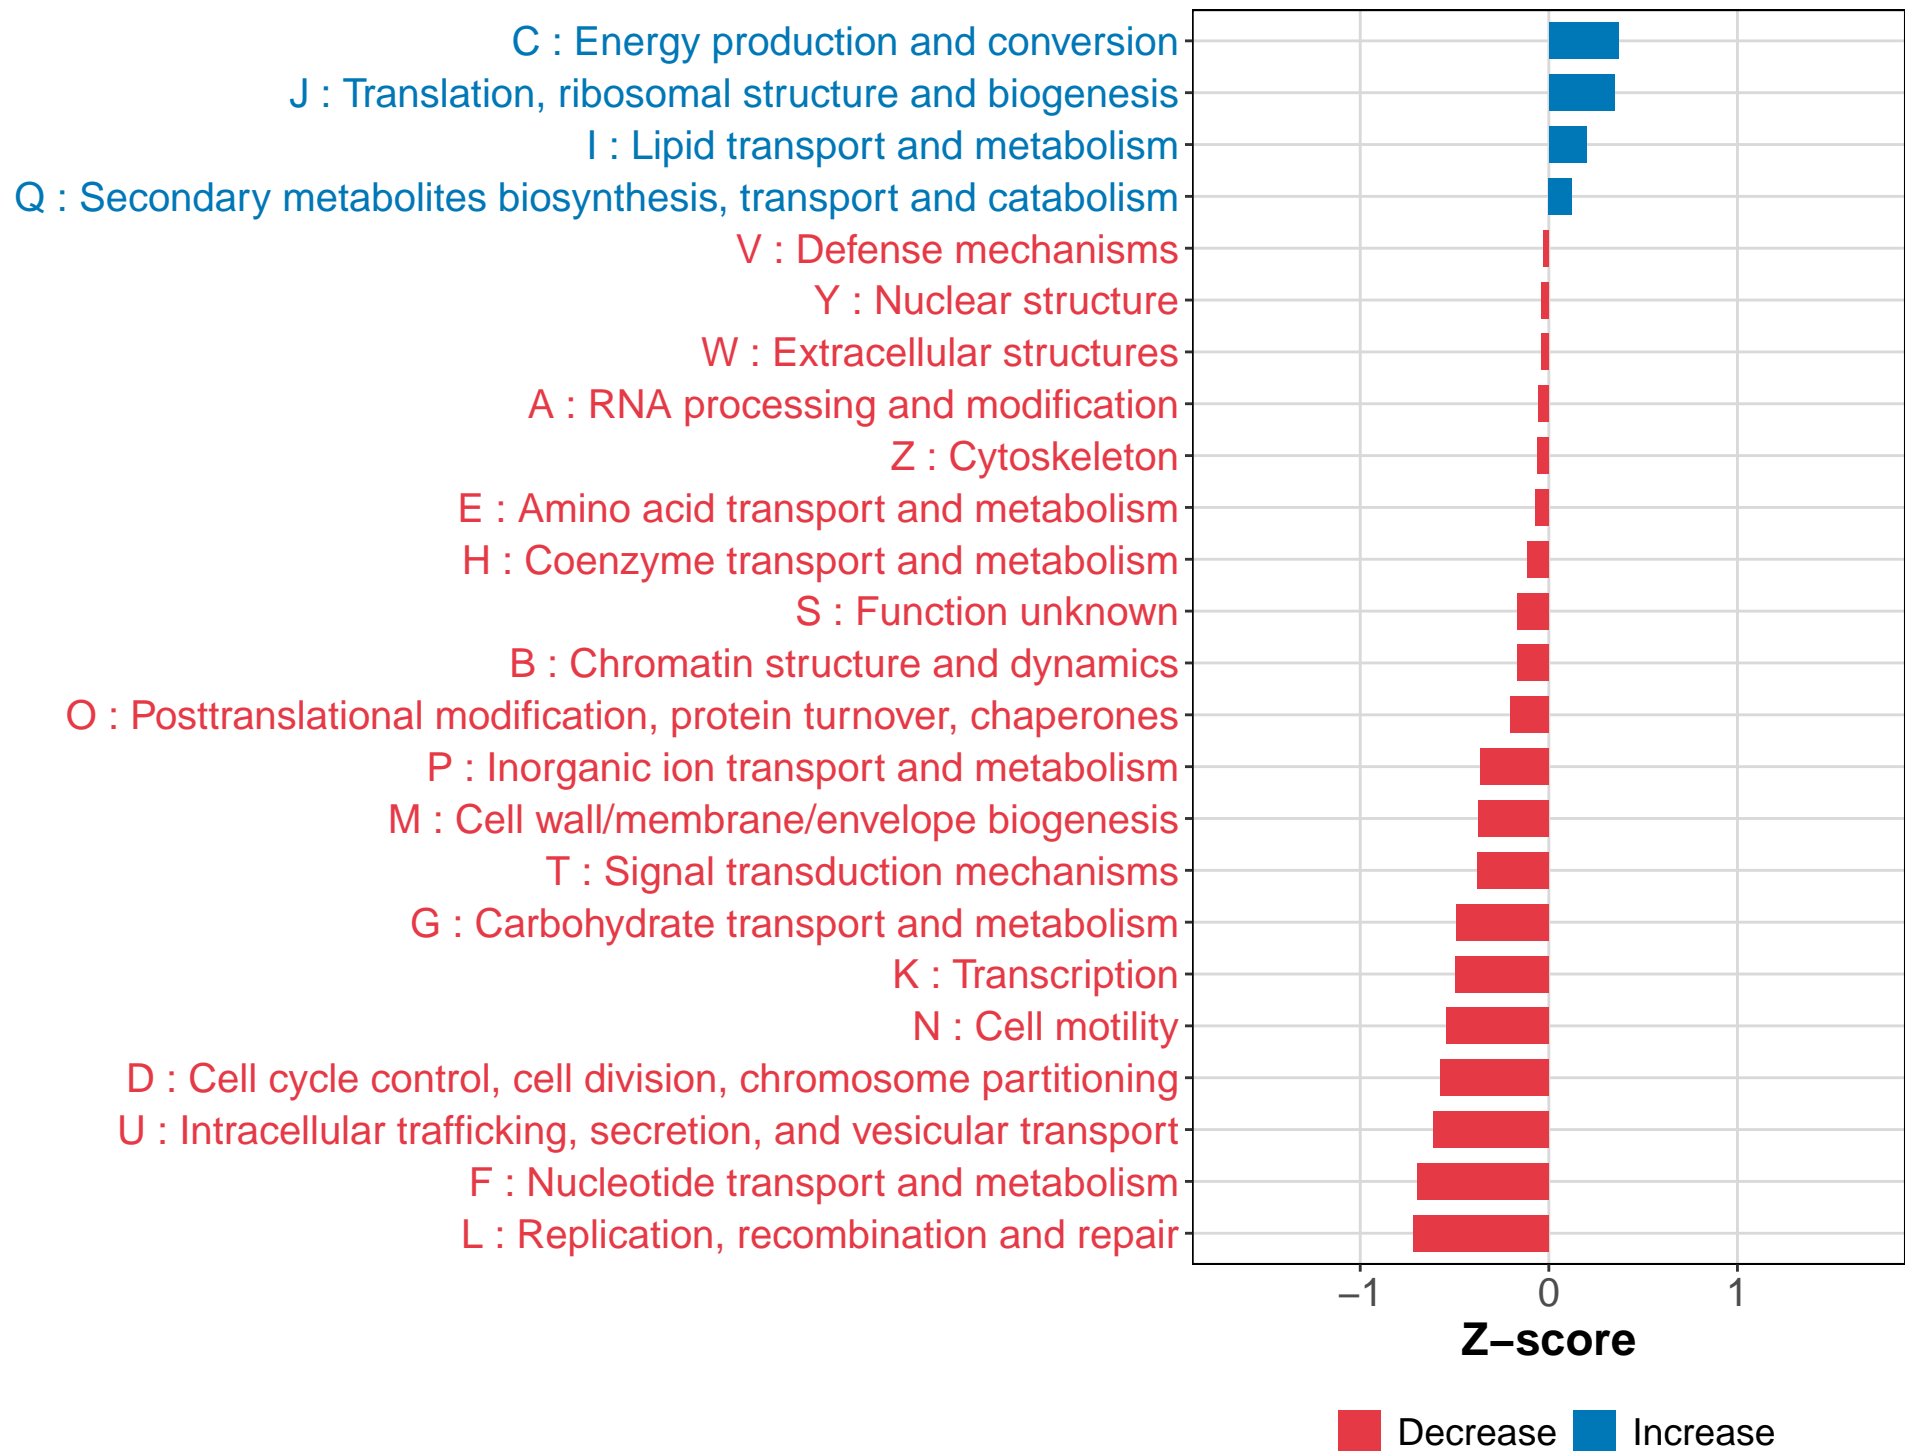 C : Energy production and conversion
J : Translation, ribosomal structure and biogenesis
I : Lipid transport and metabolism
Q : Secondary metabolites biosynthesis, transport and catabolism
V : Defense mechanisms
Y : Nuclear structure
W : Extracellular structures
A : RNA processing and modification
Z : Cytoskeleton
E : Amino acid transport and metabolism
H : Coenzyme transport and metabolism
S : Function unknown
B : Chromatin structure and dynamics
O : Posttranslational modification, protein turnover, chaperones
P : Inorganic ion transport and metabolism
M : Cell wall/membrane/envelope biogenesis
T : Signal transduction mechanisms
G : Carbohydrate transport and metabolism
K : Transcription
N : Cell motility
D : Cell cycle control, cell division, chromosome partitioning
U : Intracellular trafficking, secretion, and vesicular transport
F : Nucleotide transport and metabolism
L : Replication, recombination and repair
−1 0 1
Z−score
Decrease Increase